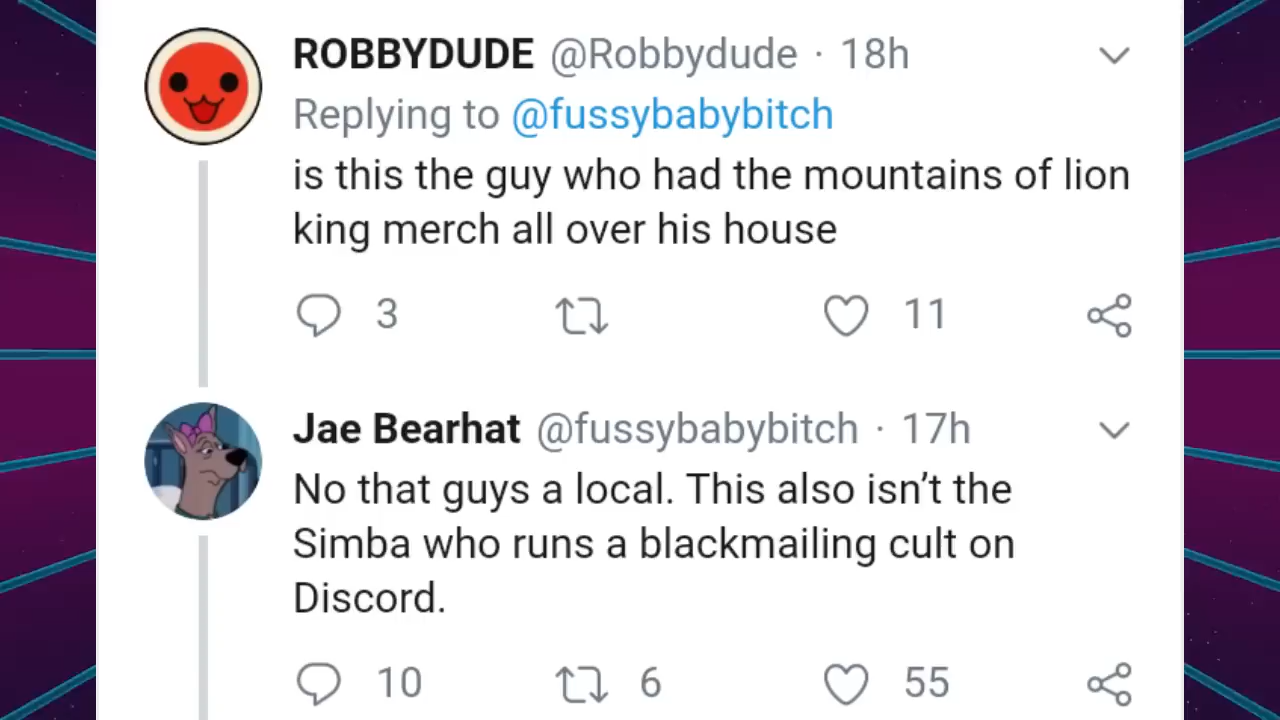 ROBBYDUDE @Robbydude · 18h
Replying to @fussybabybitch
is this the guy who had the mountains of lion
king merch all over his house
3 11
Jae Bearhat @fussybabybitch · 17h
No that guys a local. This also isn’t the
Simba who runs a blackmailing cult on
Discord.
10 6 55